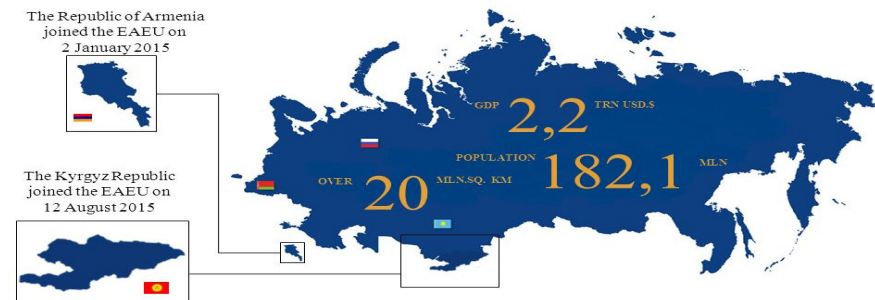 The Republic of Armenia
joined the EAEU on
2 January 2015
GDP 2,2 TRN USD.$
POPULATION 182,1 MLN
OVER 20 MLN.SQ. KM
The Kyrgyz Republic
joined the EAEU on
12 August 2015